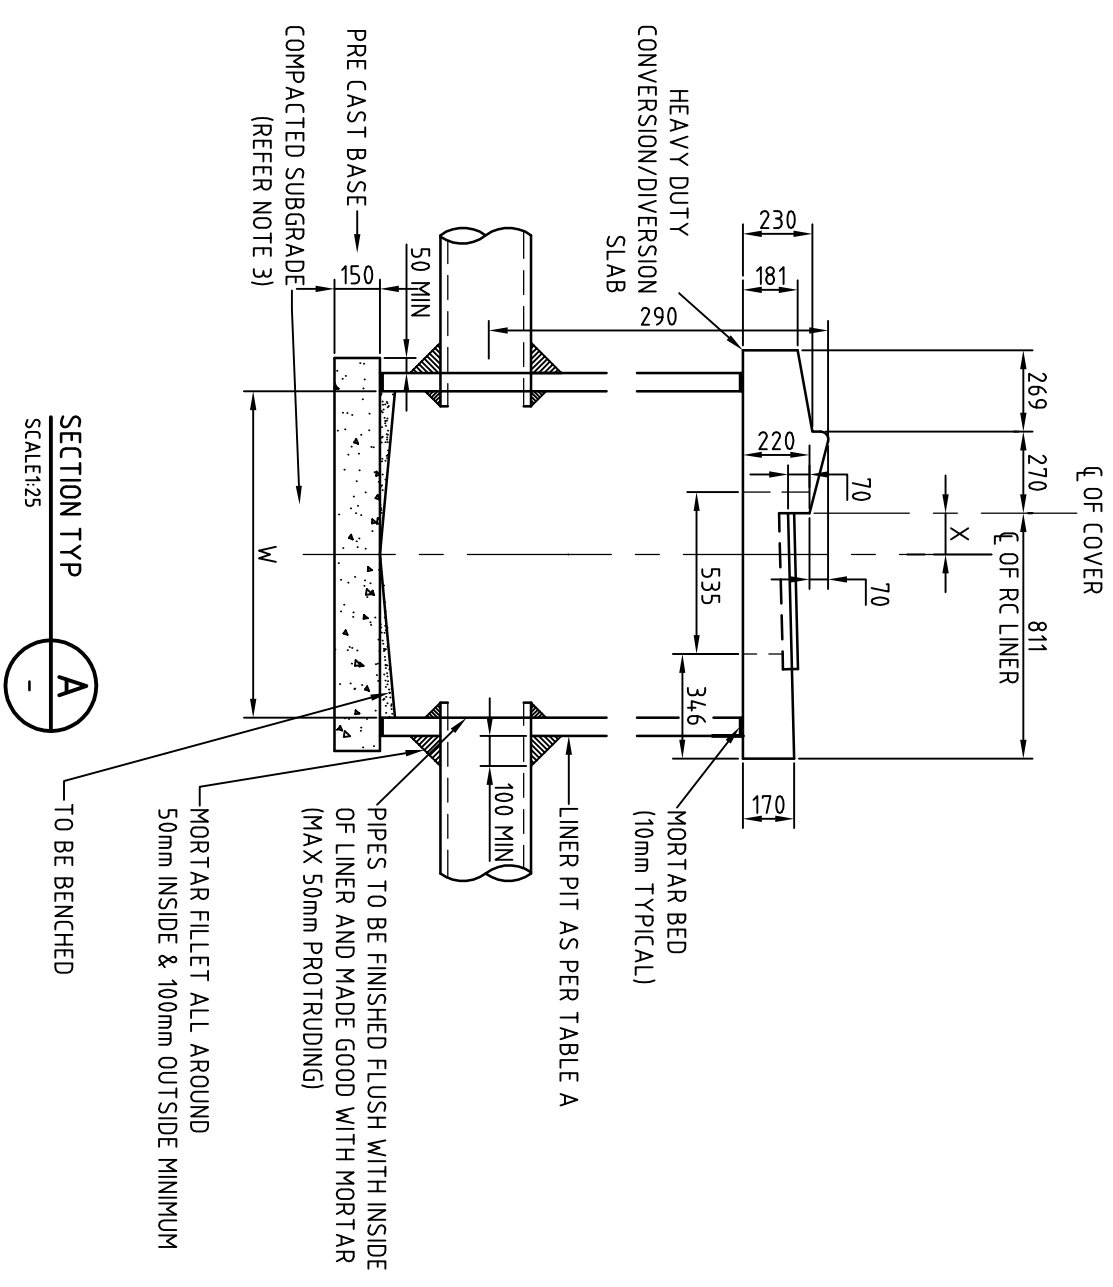 ℄ OF COVER
811
℄ OF RC LINER
269
270
X
70
70
230
181
290
220
535
346
170
HEAVY DUTY
CONVERSION/DIVERSION
SLAB
MORTAR BED
(10mm TYPICAL)
LINER PIT AS PER TABLE A
100 MIN
50 MIN
150
PRE CAST BASE
COMPACTED SUBGRADE
(REFER NOTE 3)
W
PIPES TO BE FINISHED FLUSH WITH INSIDE
OF LINER AND MADE GOOD WITH MORTAR
(MAX 50mm PROTRUDING)
MORTAR FILLET ALL AROUND
50mm INSIDE & 100mm OUTSIDE MINIMUM
TO BE BENCHED
SECTION TYP
SCALE1:25
A
-